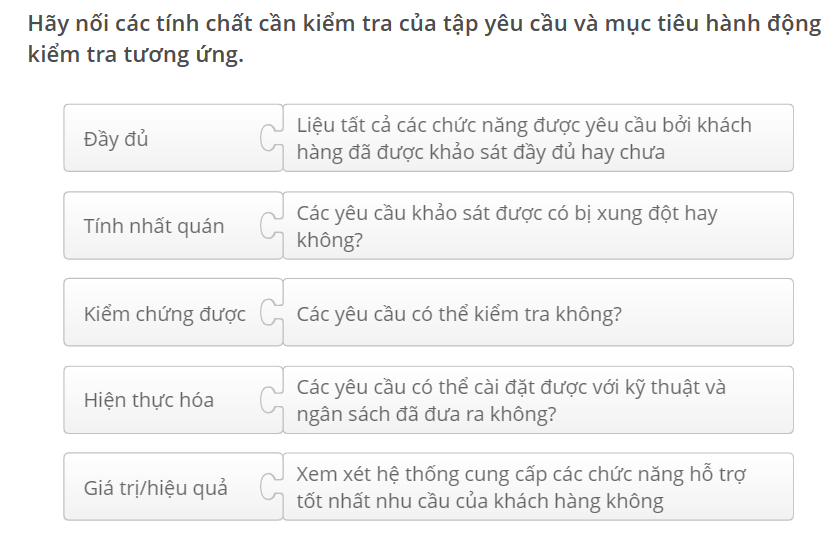 Hãy nối các tính chất cần kiểm tra của tập yêu cầu và mục tiêu hành động
kiểm tra tương ứng.
Đầy đủ
Liệu tất cả các chức năng được yêu cầu bởi khách
hàng đã được khảo sát đầy đủ hay chưa
Tính nhất quán
Các yêu cầu khảo sát được có bị xung đột hay
không?
Kiểm chứng được
Các yêu cầu có thể kiểm tra không?
Hiện thực hóa
Các yêu cầu có thể cài đặt được với kỹ thuật và
ngân sách đã đưa ra không?
Giá trị/hiệu quả
Xem xét hệ thống cung cấp các chức năng hỗ trợ
tốt nhất nhu cầu của khách hàng không